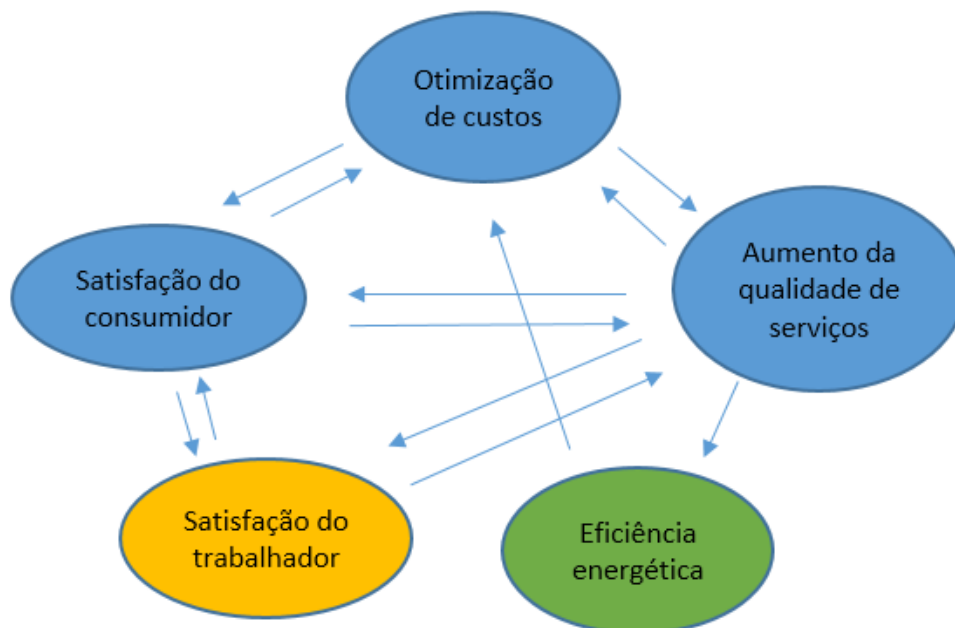 Otimização
de custos
Satisfação do
consumidor
Aumento da
qualidade de
serviços
Satisfação do
trabalhador
Eficiência
energética